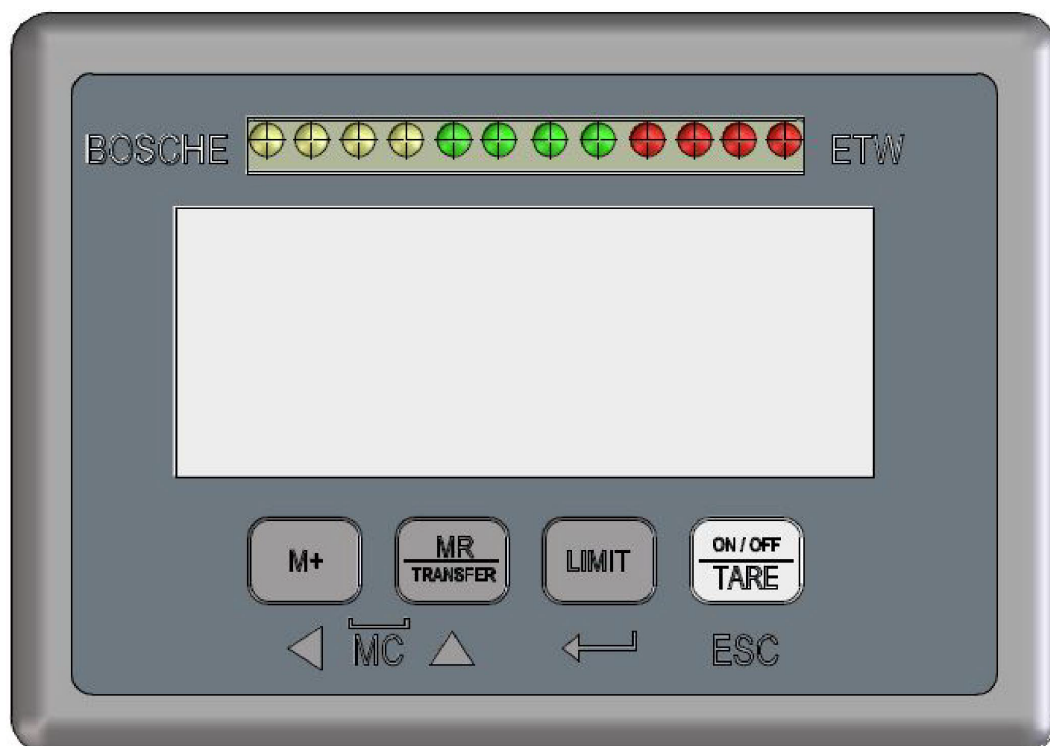 BOSCHE ETW
M+ MR LIMIT ON / OFF
TRANSFER TARE
MC ESC